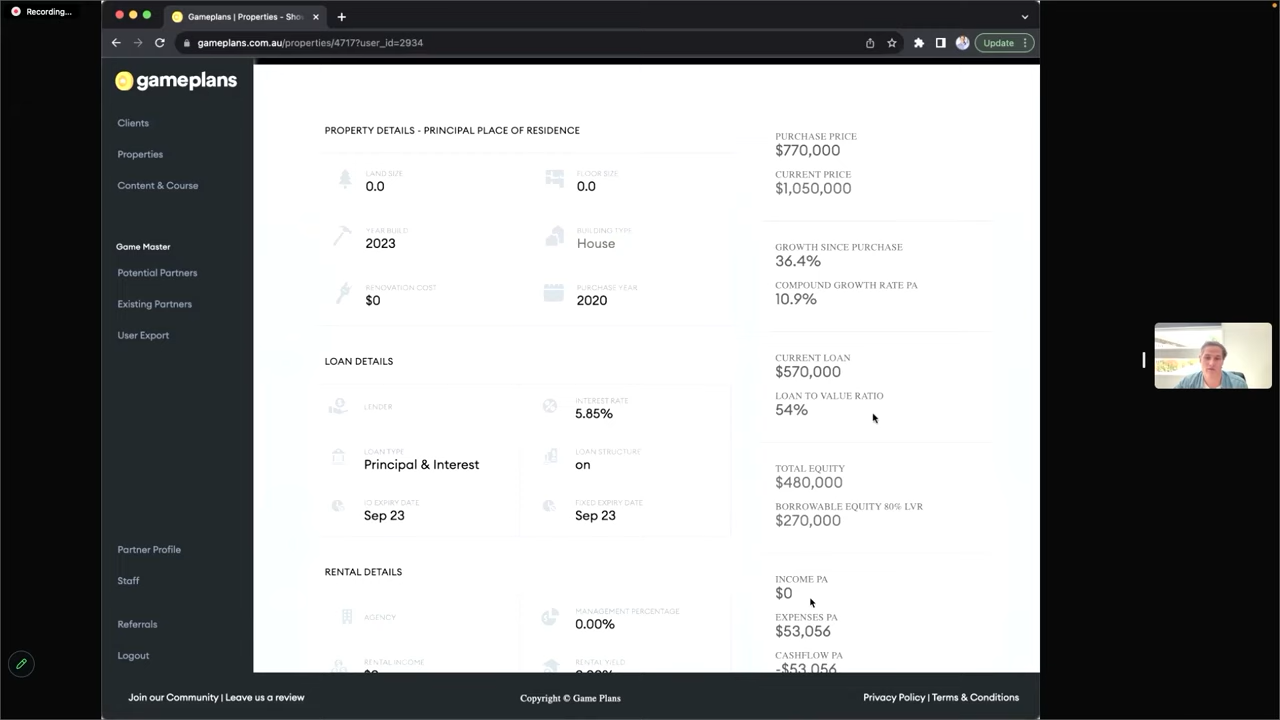 Recording...
Gameplans | Properties - Sho
gameplans.com.au/properties/4717?user_id=2934
Update
gameplans
Clients
Properties
Content & Course
Game Master
Potential Partners
Existing Partners
User Export
Partner Profile
Staff
Referrals
Logout
PROPERTY DETAILS - PRINCIPAL PLACE OF RESIDENCE
LAND SIZE
0.0
FLOOR SIZE
0.0
YEAR BUILD
2023
BUILDING TYPE
House
RENOVATION COST
$0
PURCHASE YEAR
2020
LOAN DETAILS
LENDER
INTEREST RATE
5.85%
LOAN TYPE
Principal & Interest
LOAN STRUCTURE
on
IO EXPIRY DATE
Sep 23
FIXED EXPIRY DATE
Sep 23
RENTAL DETAILS
AGENCY
MANAGEMENT PERCENTAGE
0.00%
RENTAL INCOME
$0
RENTAL YIELD
0.00%
PURCHASE PRICE
$770,000
CURRENT PRICE
$1,050,000
GROWTH SINCE PURCHASE
36.4%
COMPOUND GROWTH RATE PA
10.9%
CURRENT LOAN
$570,000
LOAN TO VALUE RATIO
54%
TOTAL EQUITY
$480,000
BORROWABLE EQUITY 80% LVR
$270,000
INCOME PA
$0
EXPENSES PA
$53,056
CASHFLOW PA
-$53,056
Join our Community | Leave us a review
Copyright © Game Plans
Privacy Policy | Terms & Conditions